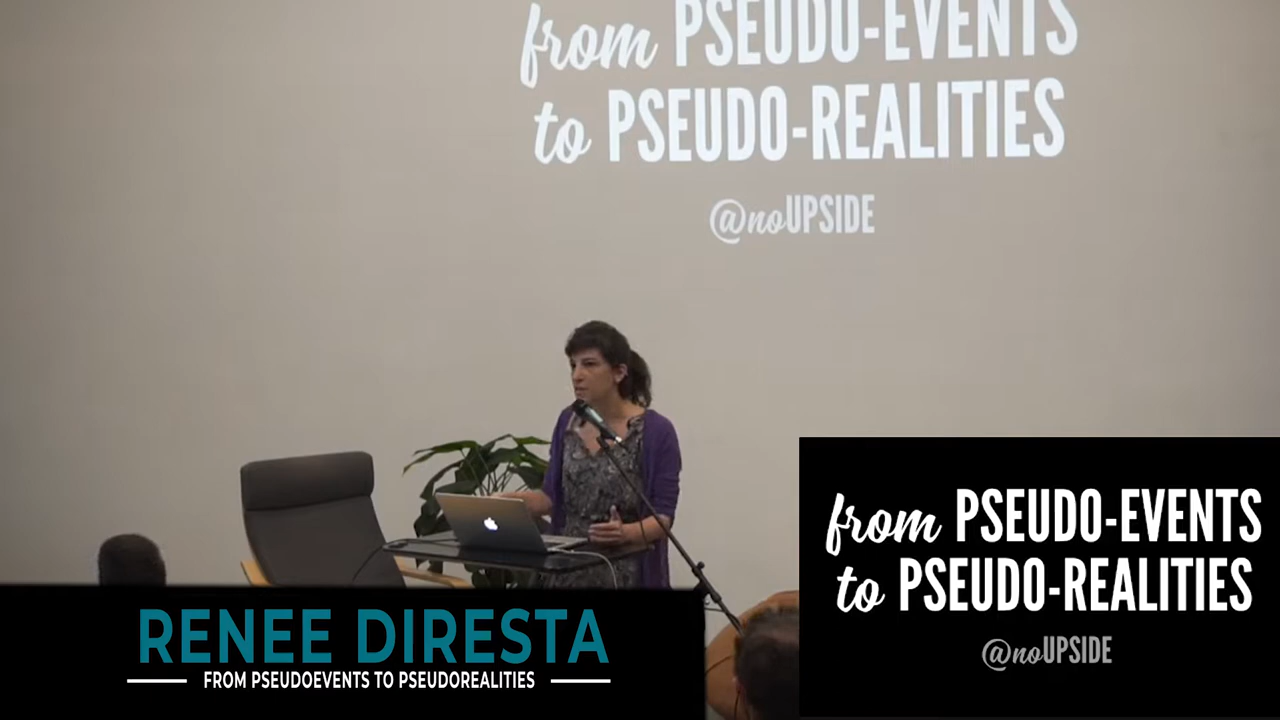 from PSEUDO-EVENTS
to PSEUDO-REALITIES
@noUPSIDE
RENEE DIRESTA
FROM PSEUDOEVENTS TO PSEUDOREALITIES
from PSEUDO-EVENTS
to PSEUDO-REALITIES
@noUPSIDE